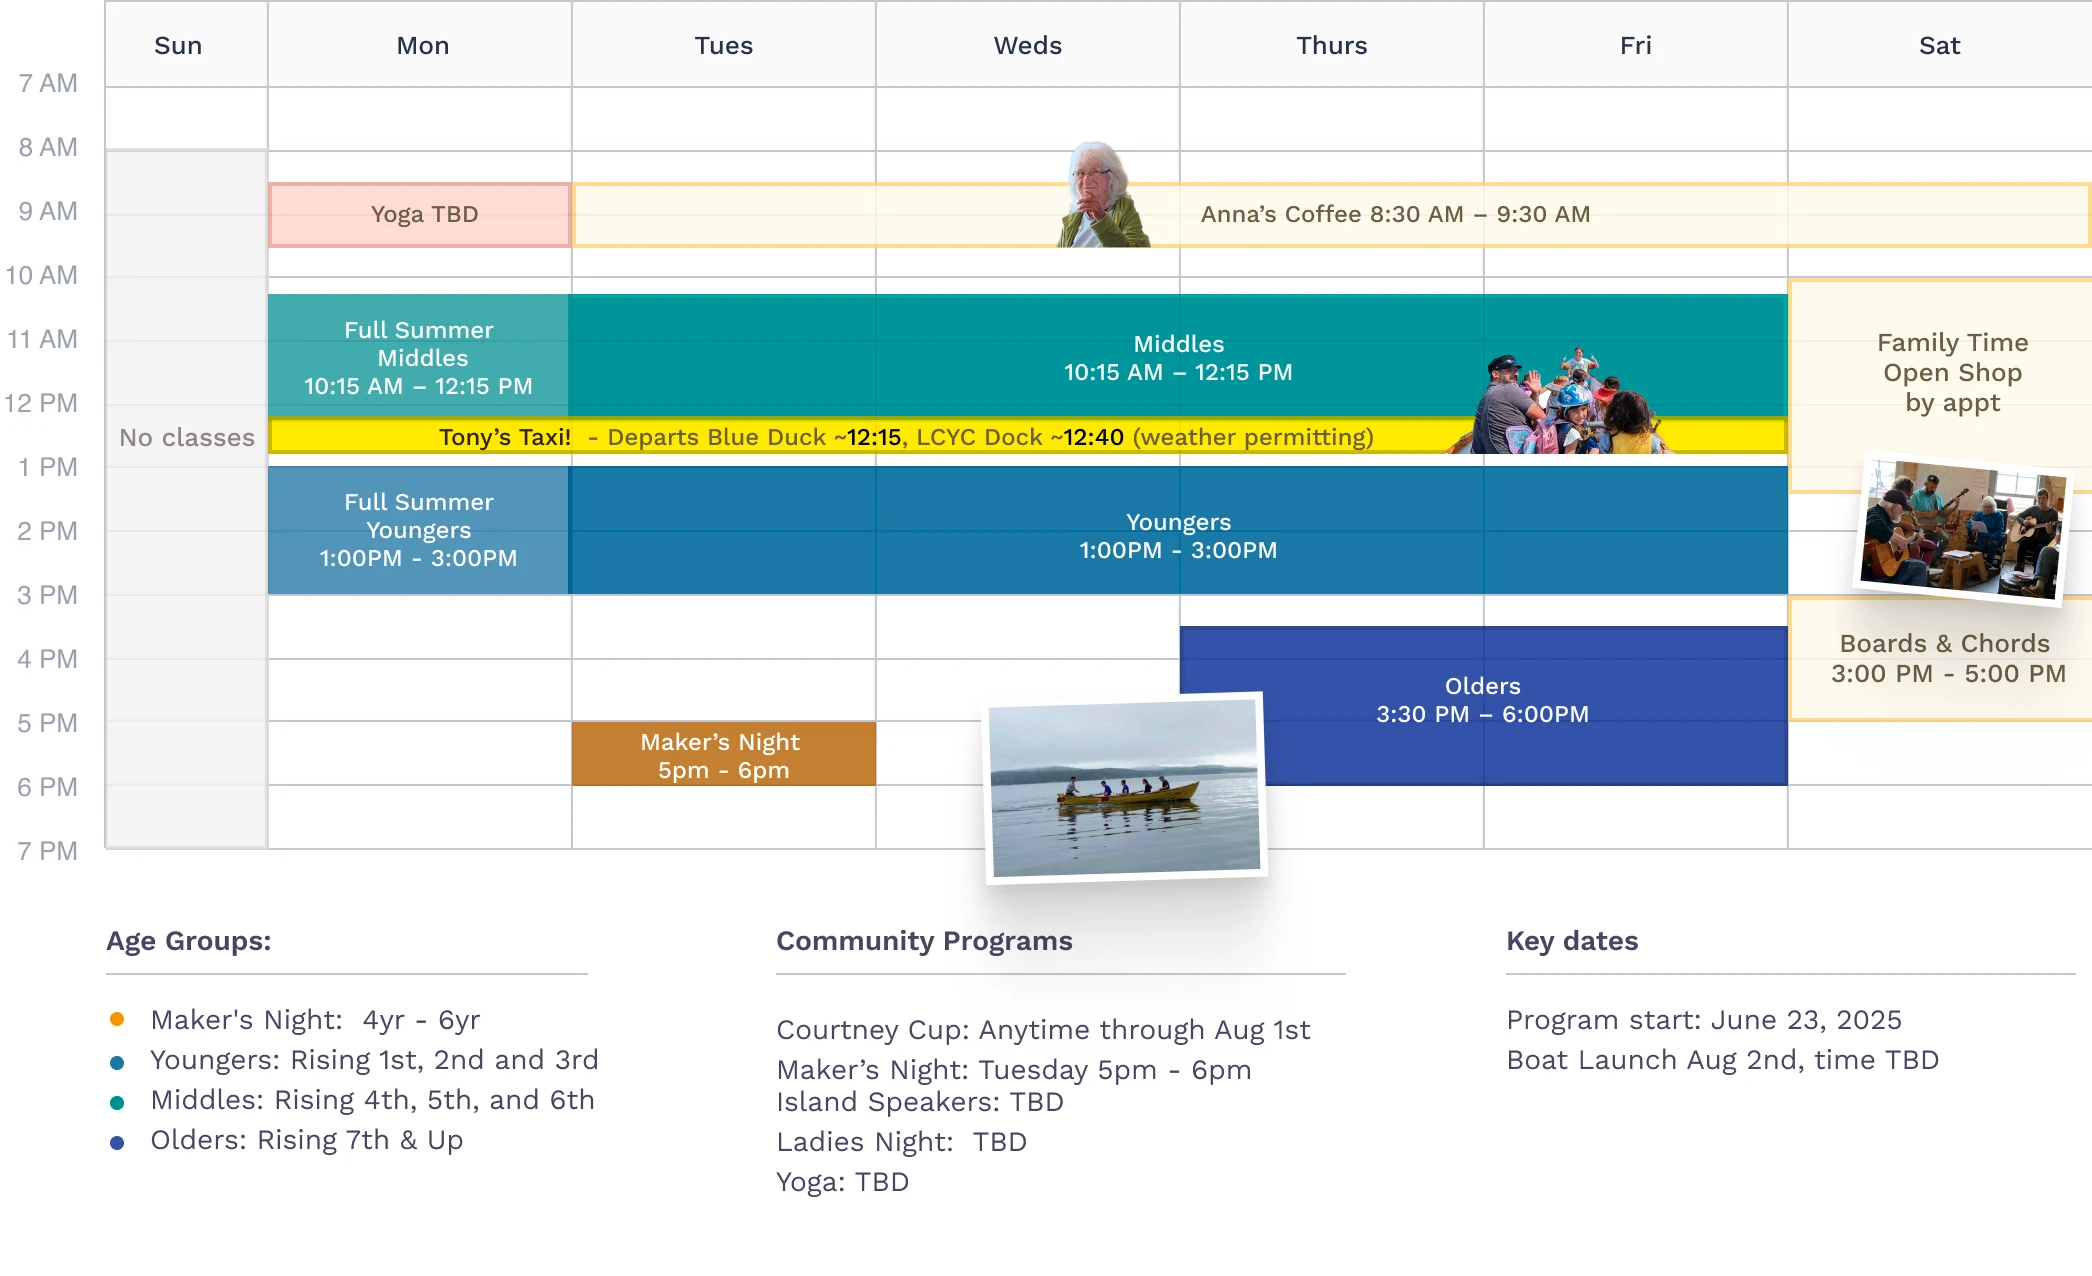 Sun Mon Tues Weds Thurs Fri Sat
7 AM
8 AM
9 AM
10 AM
11 AM
12 PM
1 PM
2 PM
3 PM
4 PM
5 PM
6 PM
7 PM
No classes
Yoga TBD
Anna’s Coffee 8:30 AM – 9:30 AM
Full Summer
Middles
10:15 AM – 12:15 PM
Middles
10:15 AM – 12:15 PM
Family Time
Open Shop
by appt
Tony’s Taxi!  - Departs Blue Duck ~12:15, LCYC Dock ~12:40 (weather permitting)
Full Summer
Youngers
1:00PM - 3:00PM
Youngers
1:00PM - 3:00PM
Boards & Chords
3:00 PM - 5:00 PM
Olders
3:30 PM – 6:00PM
Maker’s Night
5pm - 6pm
Age Groups:
Maker's Night:  4yr - 6yr
Youngers: Rising 1st, 2nd and 3rd
Middles: Rising 4th, 5th, and 6th
Olders: Rising 7th & Up
Community Programs
Courtney Cup: Anytime through Aug 1st
Maker’s Night: Tuesday 5pm - 6pm
Island Speakers: TBD
Ladies Night:  TBD
Yoga: TBD
Key dates
Program start: June 23, 2025
Boat Launch Aug 2nd, time TBD